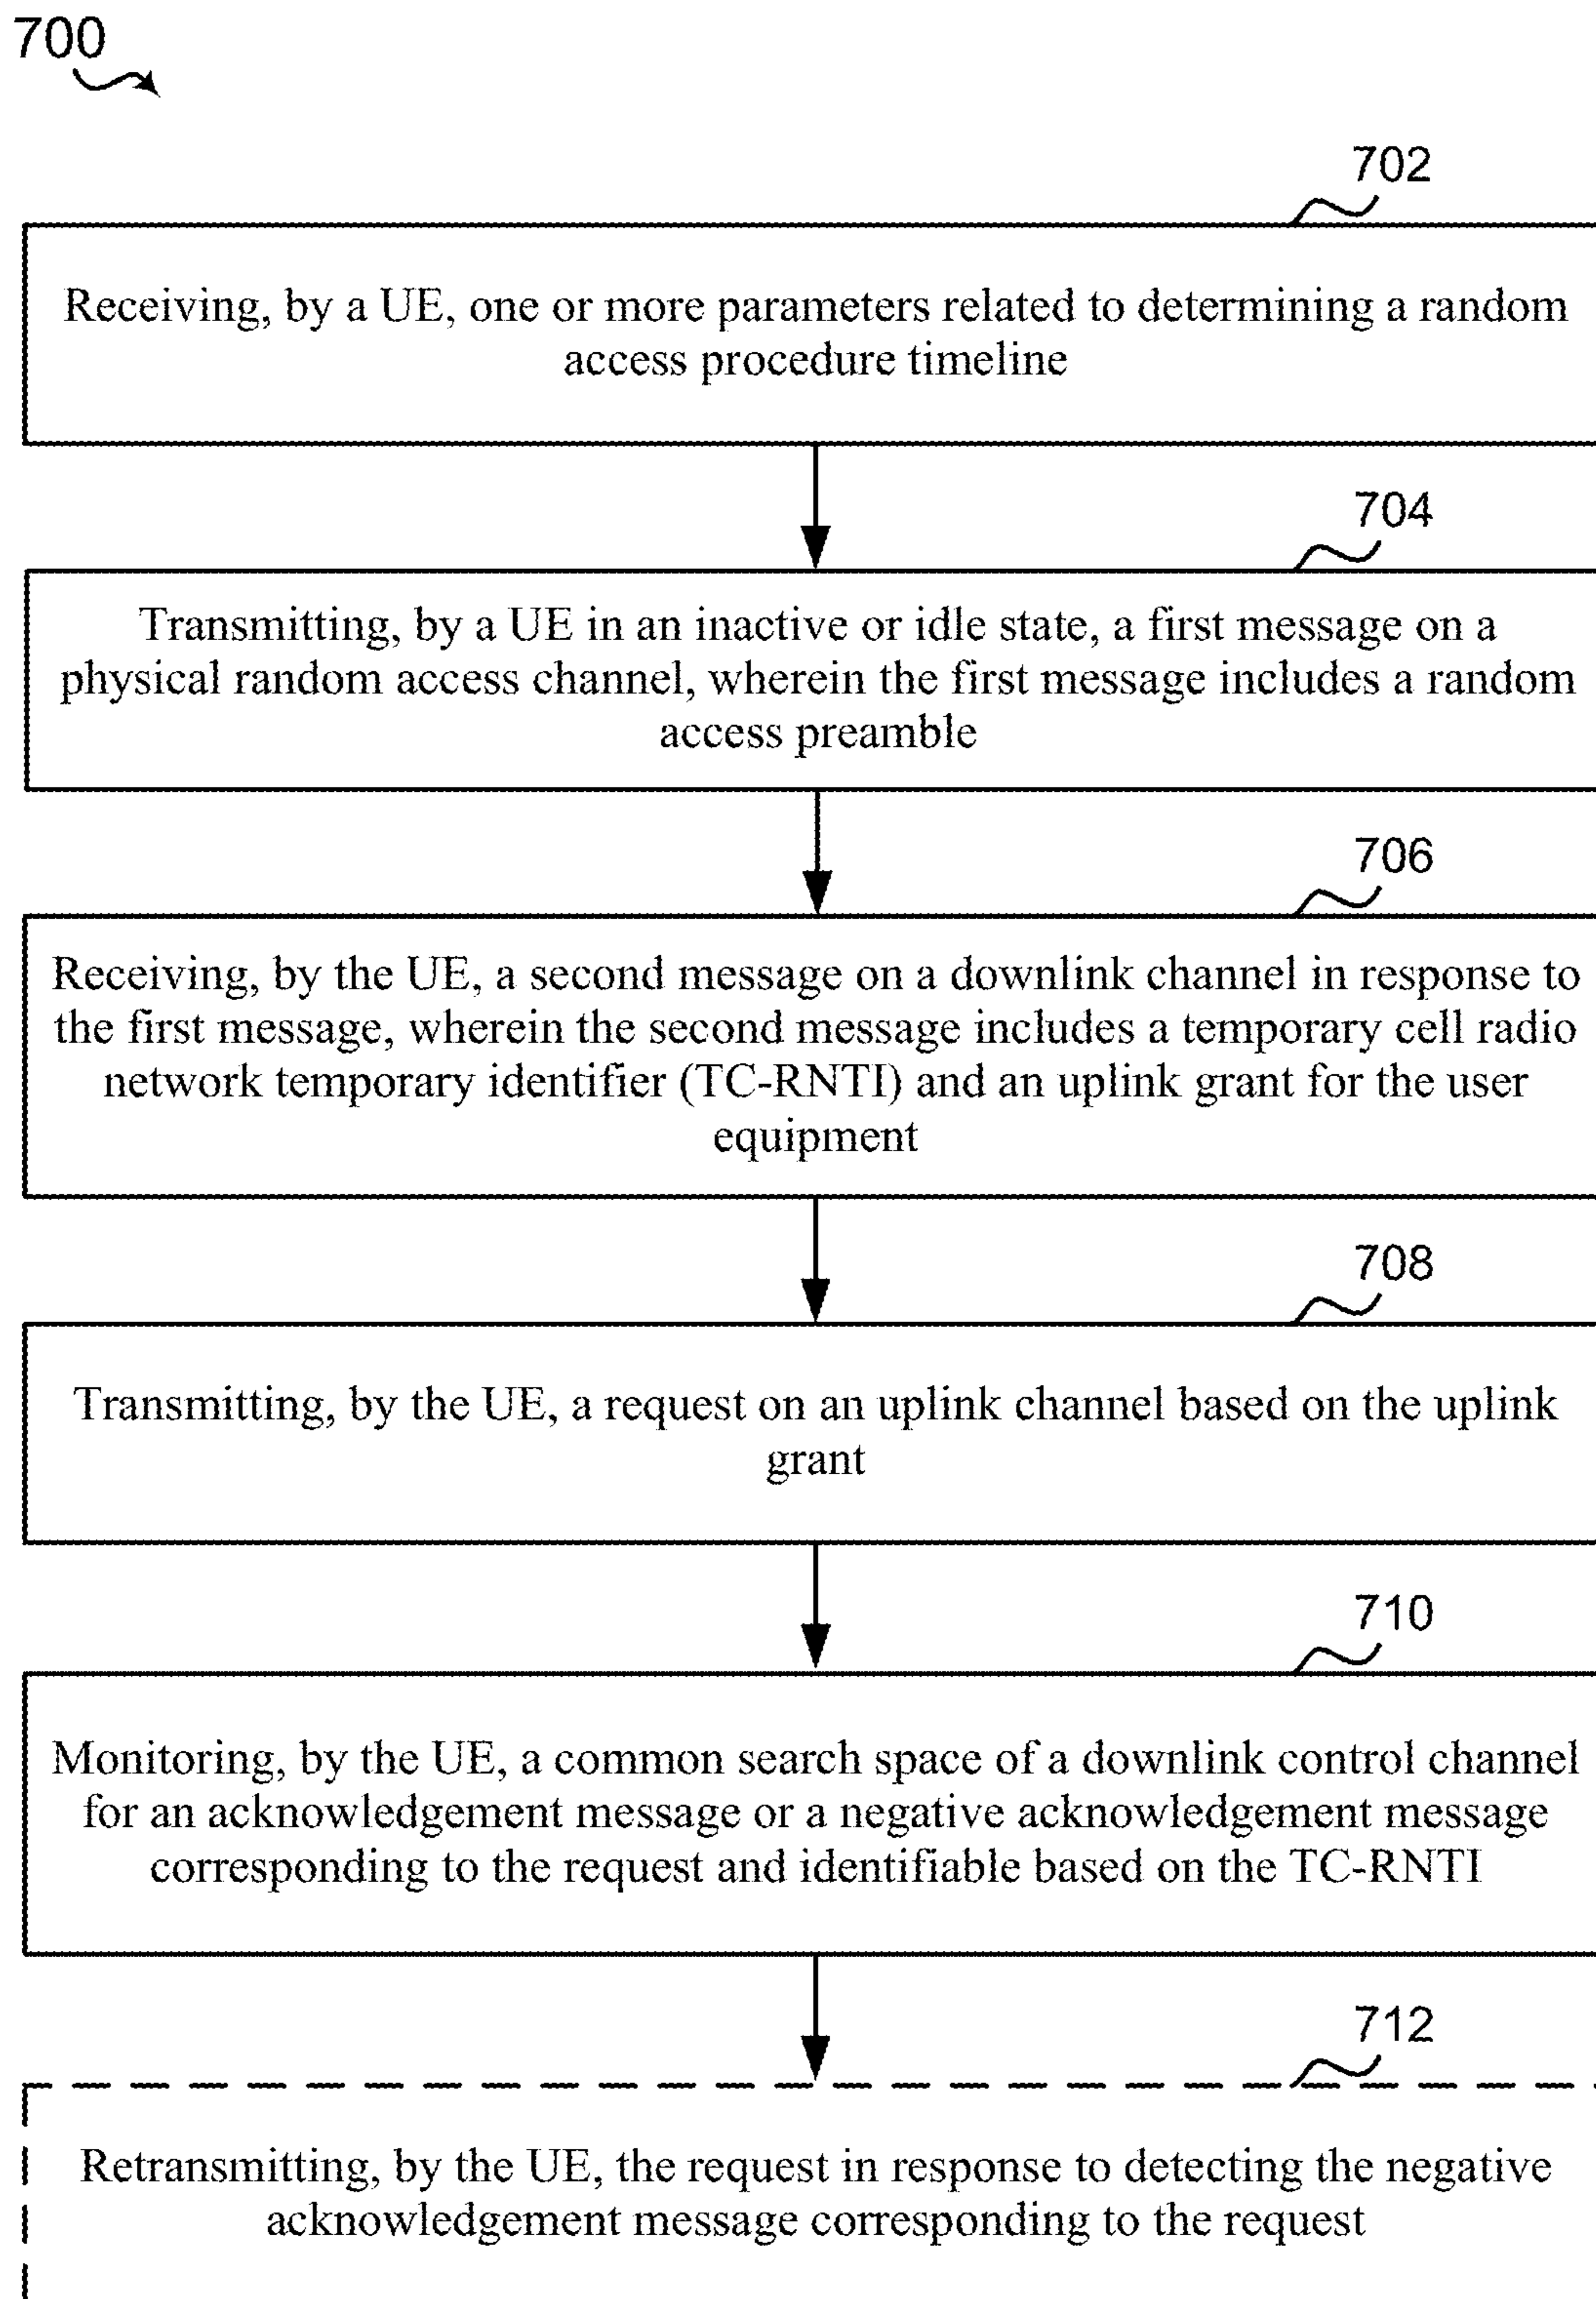 700
702
Receiving, by a UE, one or more parameters related to determining a random
access procedure timeline
704
Transmitting, by a UE in an inactive or idle state, a first message on a
physical random access channel, wherein the first message includes a random
access preamble
706
Receiving, by the UE, a second message on a downlink channel in response to
the first message, wherein the second message includes a temporary cell radio
network temporary identifier (TC-RNTI) and an uplink grant for the user
equipment
708
Transmitting, by the UE, a request on an uplink channel based on the uplink
grant
710
Monitoring, by the UE, a common search space of a downlink control channel
for an acknowledgement message or a negative acknowledgement message
corresponding to the request and identifiable based on the TC-RNTI
712
Retransmitting, by the UE, the request in response to detecting the negative
acknowledgement message corresponding to the request